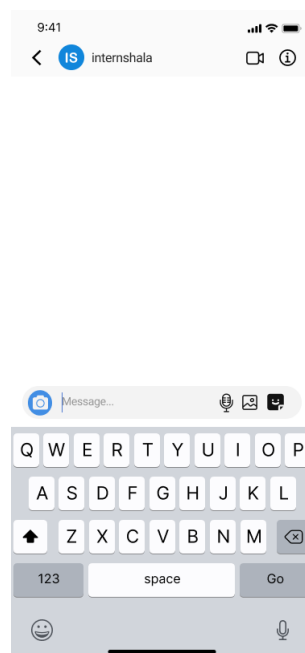 9:41
IS internshala
Message...
Q W E R T Y U I O P
A S D F G H J K L
Z X C V B N M
123 space Go